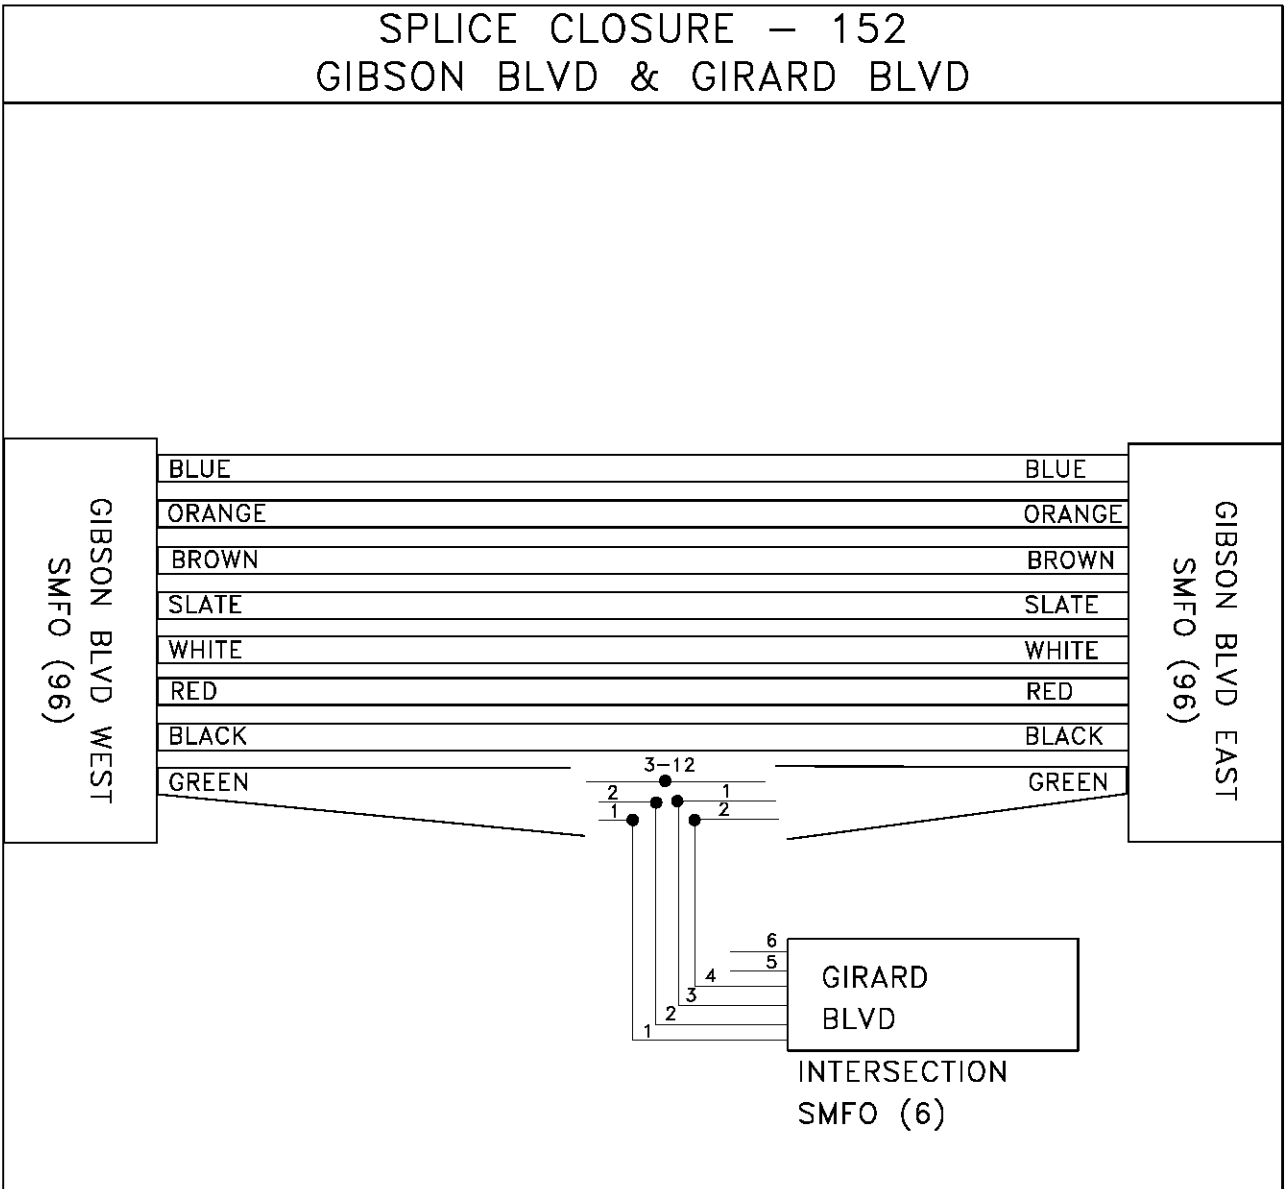 SPLICE CLOSURE – 152
GIBSON BLVD & GIRARD BLVD
GIBSON BLVD WEST
SMFO (96)
BLUE
ORANGE
BROWN
SLATE
WHITE
RED
BLACK
GREEN
BLUE
ORANGE
BROWN
SLATE
WHITE
RED
BLACK
GREEN
GIBSON BLVD EAST
SMFO (96)
3–12
2
1
1
2
6
5
4
3
2
1
GIRARD
BLVD
INTERSECTION
SMFO (6)